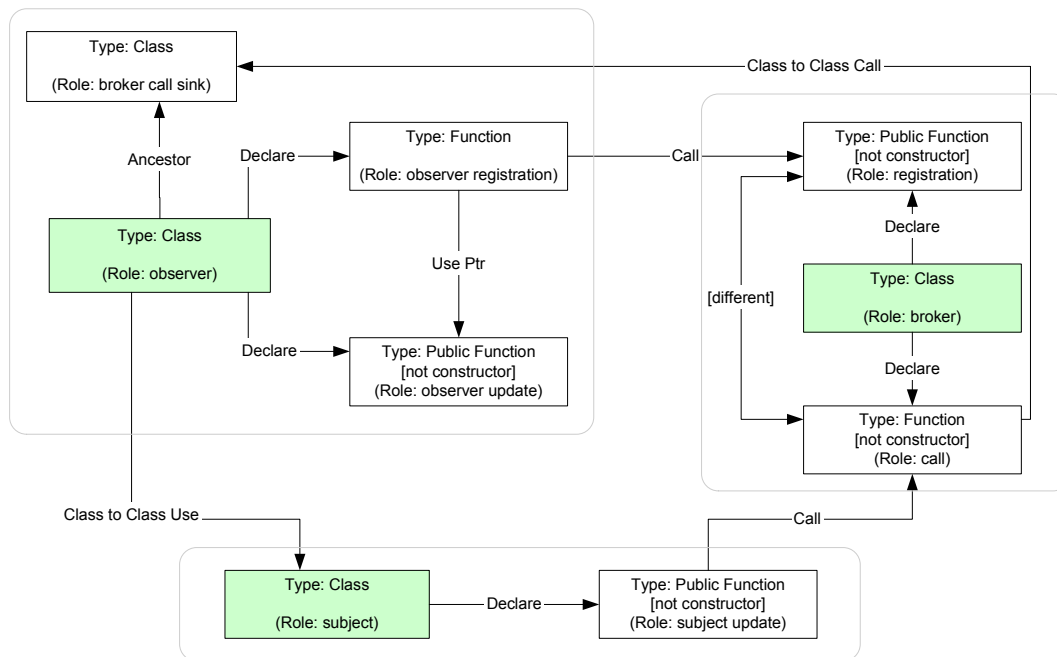 Type: Class
(Role: broker call sink)
Class to Class Call
Ancestor
Declare
Type: Function
(Role: observer registration)
Call
Type: Public Function
[not constructor]
(Role: registration)
Type: Class
(Role: observer)
Use Ptr
Declare
[different]
Type: Class
(Role: broker)
Declare
Type: Public Function
[not constructor]
(Role: observer update)
Declare
Type: Function
[not constructor]
(Role: call)
Class to Class Use
Call
Type: Class
(Role: subject)
Declare
Type: Public Function
[not constructor]
(Role: subject update)